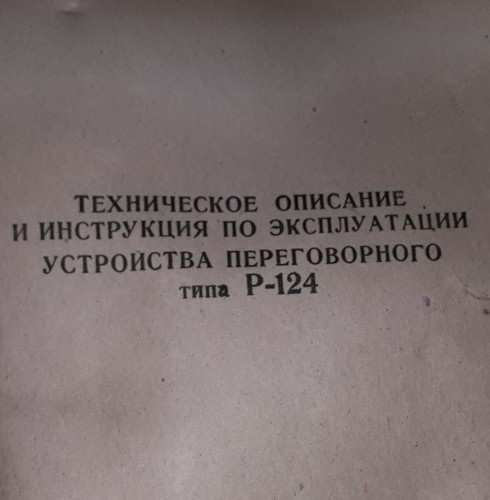 ТЕХНИЧЕСКОЕ ОПИСАНИЕ
И ИНСТРУКЦИЯ ПО ЭКСПЛУАТАЦИИ
УСТРОЙСТВА ПЕРЕГОВОРНОГО
типа Р-124